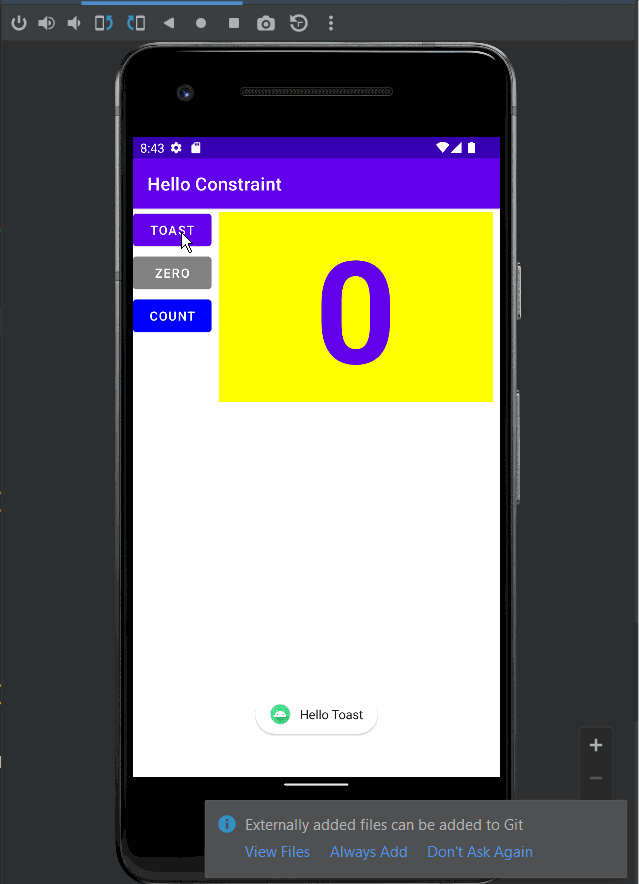 8:43
Hello Constraint
TOAST
ZERO
COUNT
0
Hello Toast
Externally added files can be added to Git
View Files Always Add Don't Ask Again